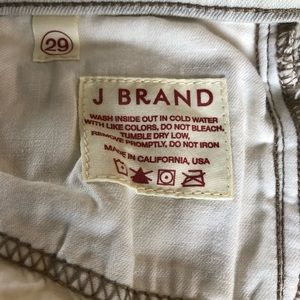 29
J BRAND
WASH INSIDE OUT IN COLD WATER
WITH LIKE COLORS, DO NOT BLEACH,
TUMBLE DRY LOW,
REMOVE PROMPTLY, DO NOT IRON
MADE IN CALIFORNIA, USA